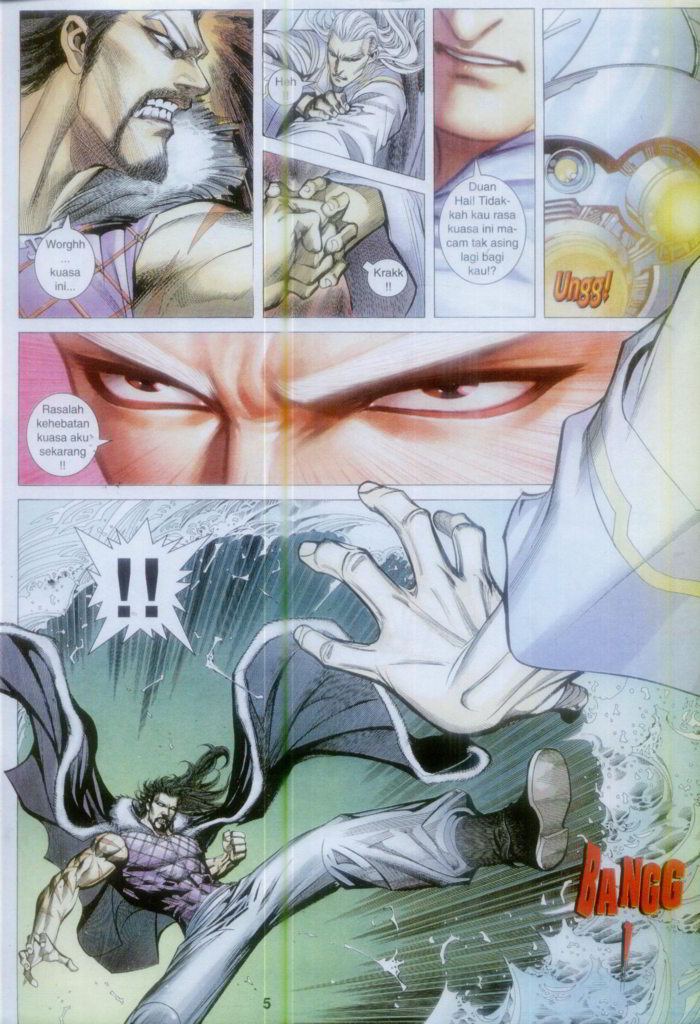 Worghh
...
kuasa
ini...
Heh
Krakk
!!
Duan
Hai! Tidak-
kah kau rasa
kuasa ini ma-
cam tak asing
lagi bagi
kau!?
Ungg!
Rasalah
kehebatan
kuasa aku
sekarang
!!
!!
BANGG
!
5